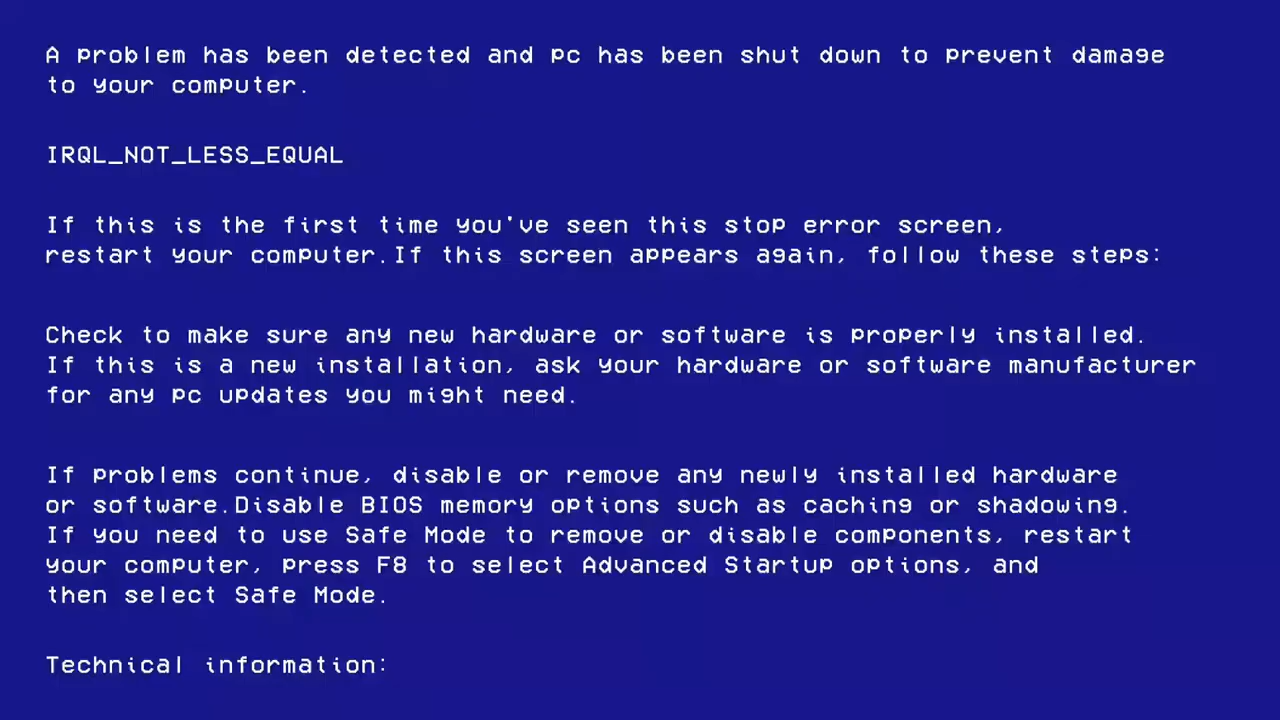 A problem has been detected and pc has been shut down to prevent damage
to your computer.
IRQL_NOT_LESS_EQUAL
If this is the first time you've seen this stop error screen,
restart your computer.If this screen appears again, follow these steps:
Check to make sure any new hardware or software is properly installed.
If this is a new installation, ask your hardware or software manufacturer
for any pc updates you might need.
If problems continue, disable or remove any newly installed hardware
or software.Disable BIOS memory options such as caching or shadowing.
If you need to use Safe Mode to remove or disable components, restart
your computer, press F8 to select Advanced Startup options, and
then select Safe Mode.
Technical information: